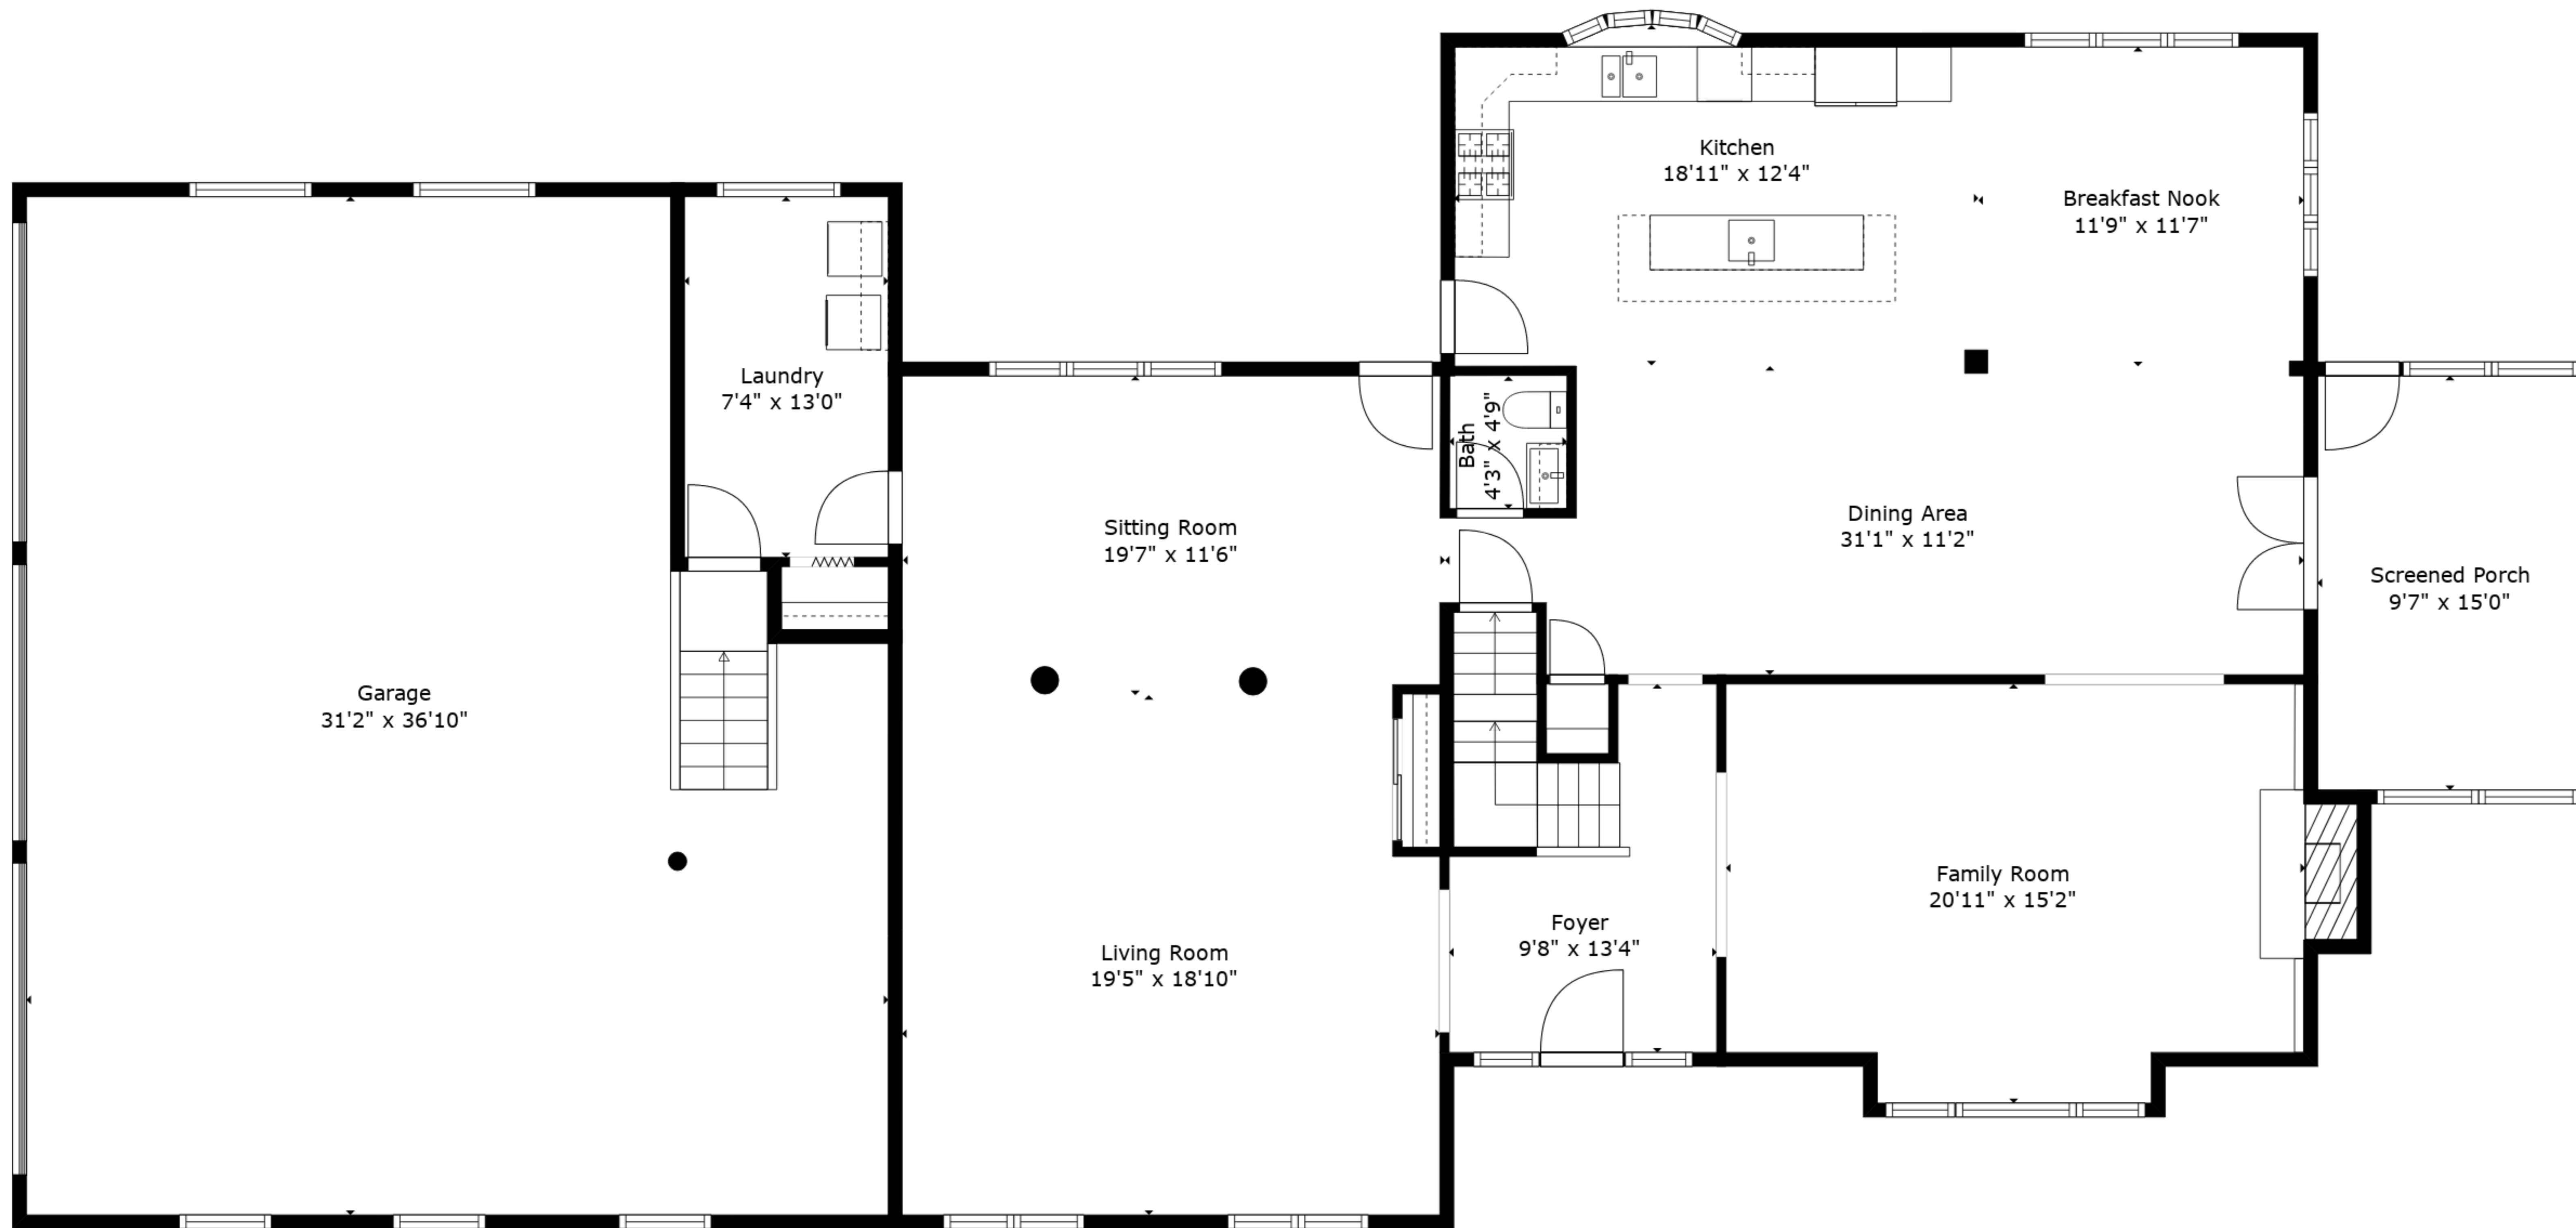 Kitchen
18'11" x 12'4"
Breakfast Nook
11'9" x 11'7"
Laundry
7'4" x 13'0"
Bath
4'3" x 4'9"
Sitting Room
19'7" x 11'6"
Dining Area
31'1" x 11'2"
Screened Porch
9'7" x 15'0"
Garage
31'2" x 36'10"
Family Room
20'11" x 15'2"
Foyer
9'8" x 13'4"
Living Room
19'5" x 18'10"